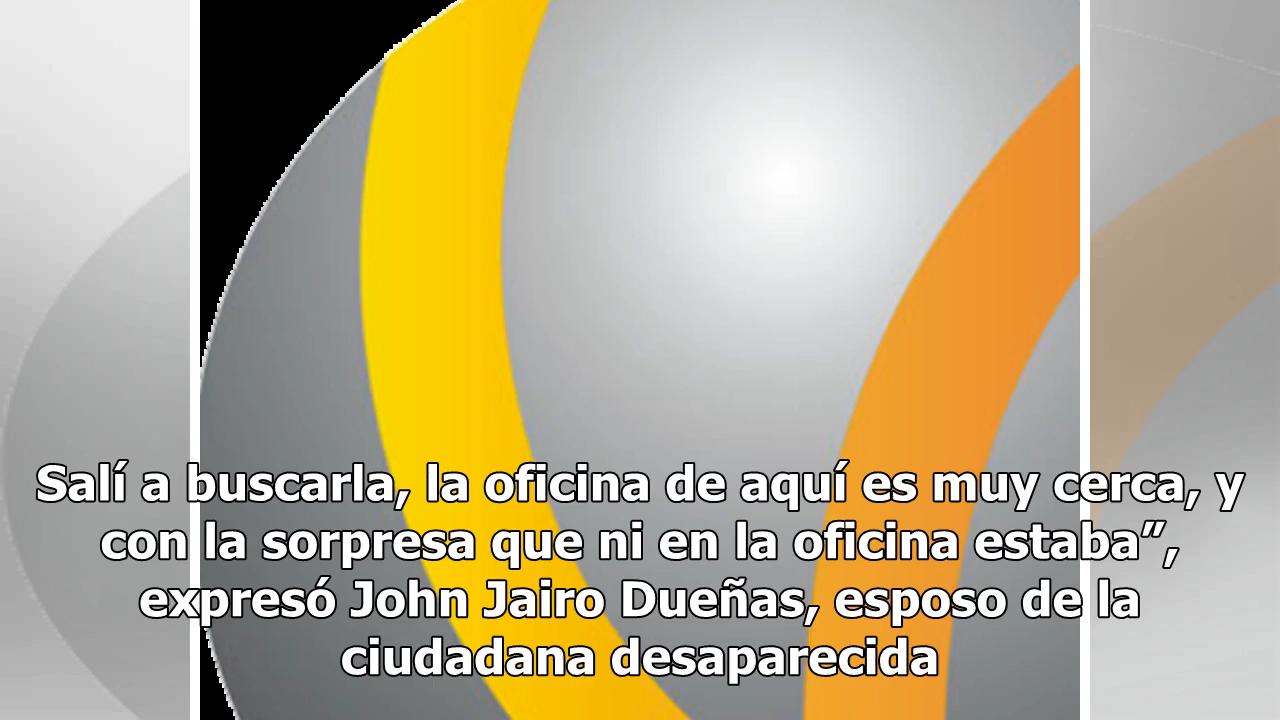 Salí a buscarla, la oficina de aquí es muy cerca, y
con la sorpresa que ni en la oficina estaba”,
expresó John Jairo Dueñas, esposo de la
ciudadana desaparecida